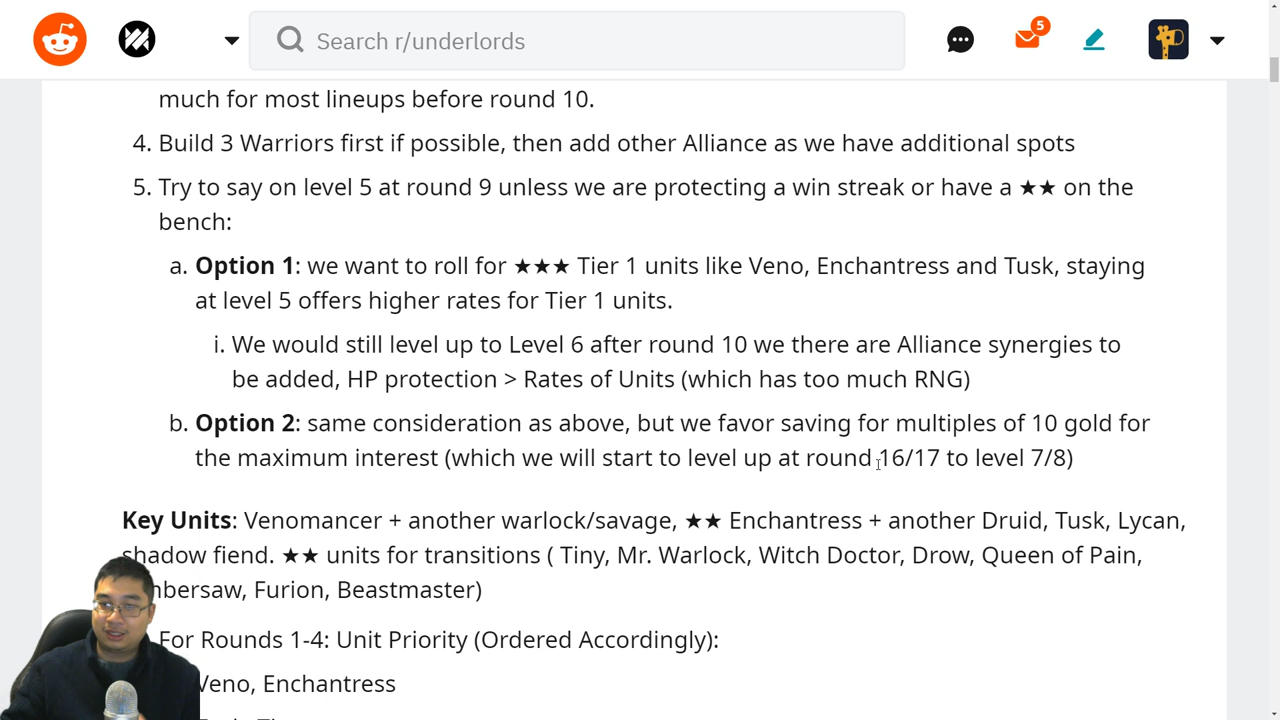 Search r/underlords
5
much for most lineups before round 10.
4. Build 3 Warriors first if possible, then add other Alliance as we have additional spots
5. Try to say on level 5 at round 9 unless we are protecting a win streak or have a ★★ on the
bench:
a. Option 1: we want to roll for ★★★ Tier 1 units like Veno, Enchantress and Tusk, staying
at level 5 offers higher rates for Tier 1 units.
i. We would still level up to Level 6 after round 10 we there are Alliance synergies to
be added, HP protection > Rates of Units (which has too much RNG)
b. Option 2: same consideration as above, but we favor saving for multiples of 10 gold for
the maximum interest (which we will start to level up at round 16/17 to level 7/8)
Key Units: Venomancer + another warlock/savage, ★★ Enchantress + another Druid, Tusk, Lycan,
shadow fiend. ★★ units for transitions ( Tiny, Mr. Warlock, Witch Doctor, Drow, Queen of Pain,
Furion, Beastmaster)
For Rounds 1-4: Unit Priority (Ordered Accordingly):
Veno, Enchantress